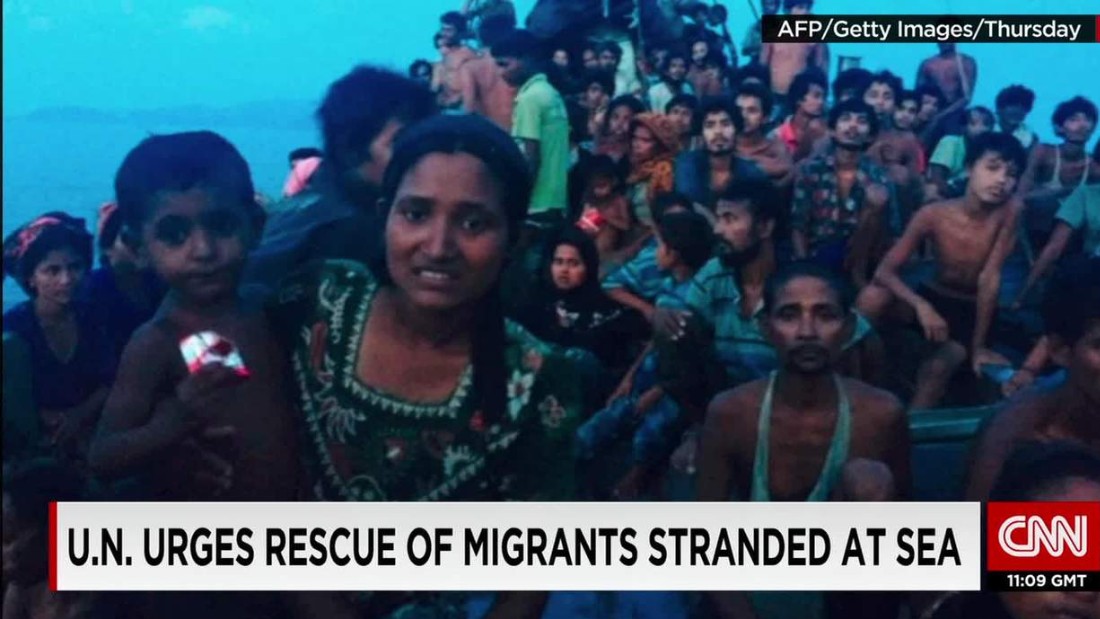 AFP/Getty Images/Thursday
U.N. URGES RESCUE OF MIGRANTS STRANDED AT SEA
CNN
11:09 GMT